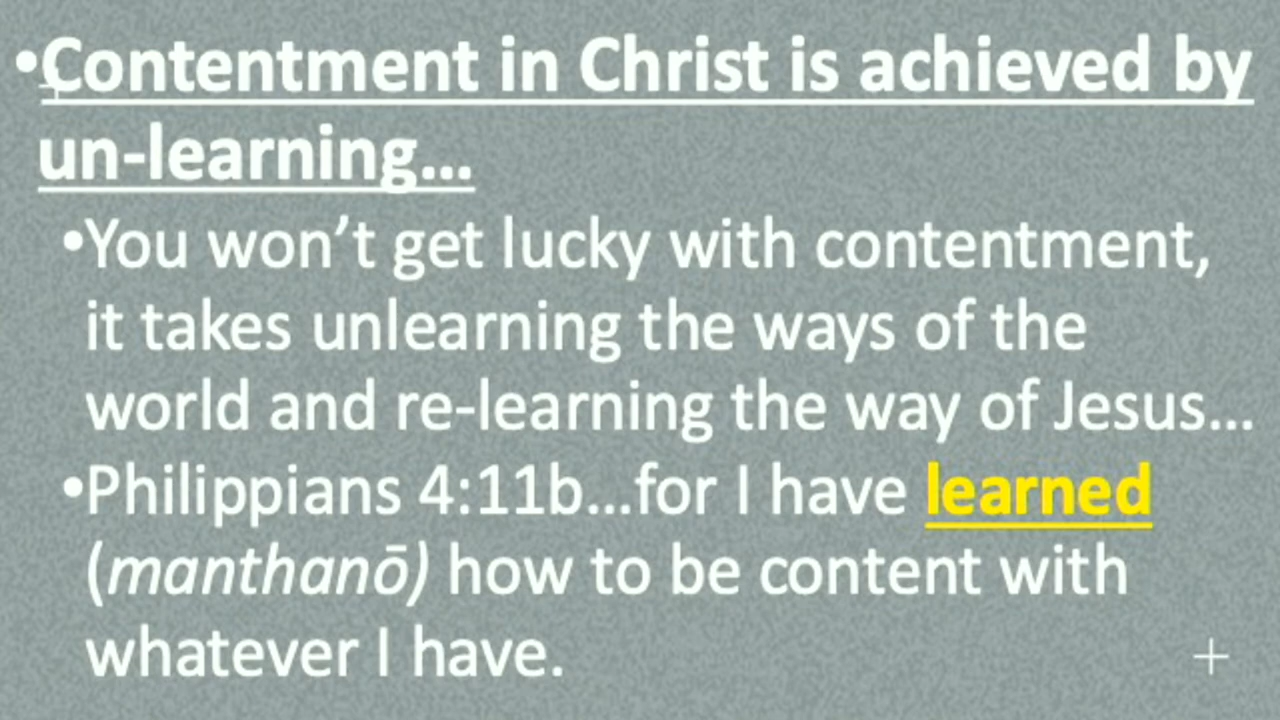 •Contentment in Christ is achieved by
un-learning…
•You won’t get lucky with contentment,
it takes unlearning the ways of the
world and re-learning the way of Jesus…
•Philippians 4:11b…for I have learned
(manthanō) how to be content with
whatever I have.